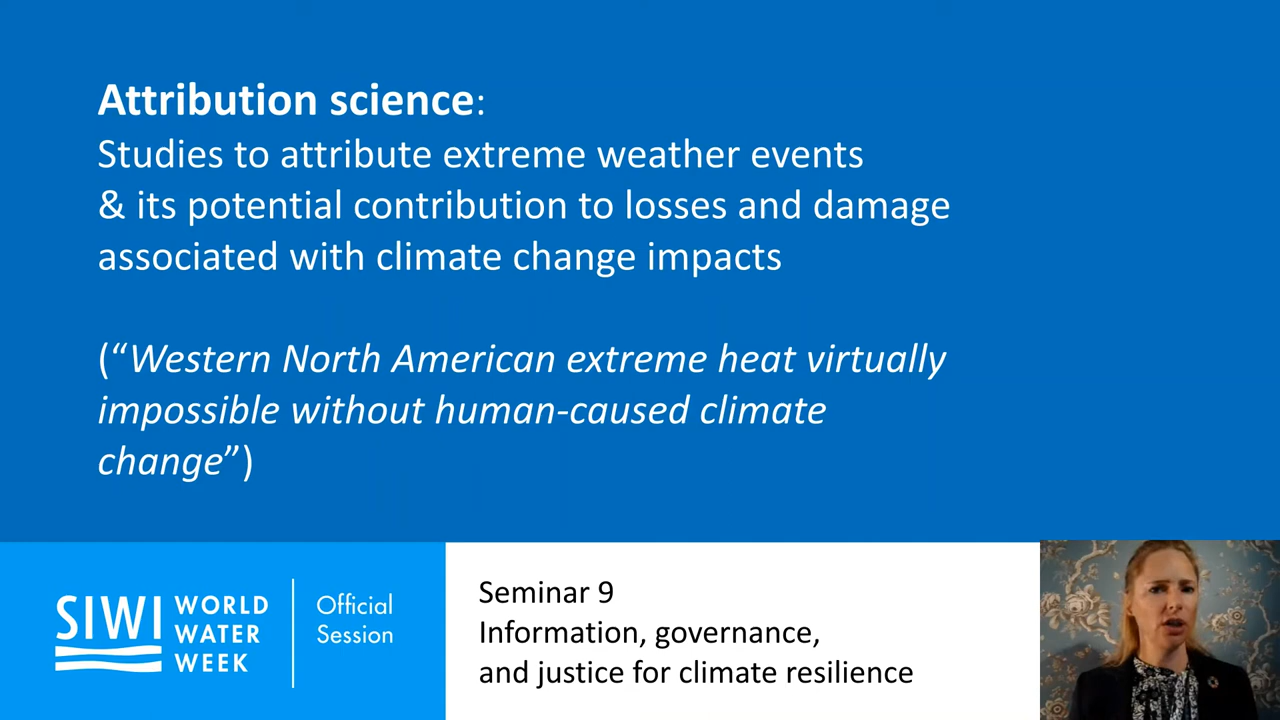 Attribution science:
Studies to attribute extreme weather events
& its potential contribution to losses and damage
associated with climate change impacts
(“Western North American extreme heat virtually
impossible without human-caused climate
change”)
SIWI
WORLD
WATER
WEEK
Official
Session
Seminar 9
Information, governance,
and justice for climate resilience